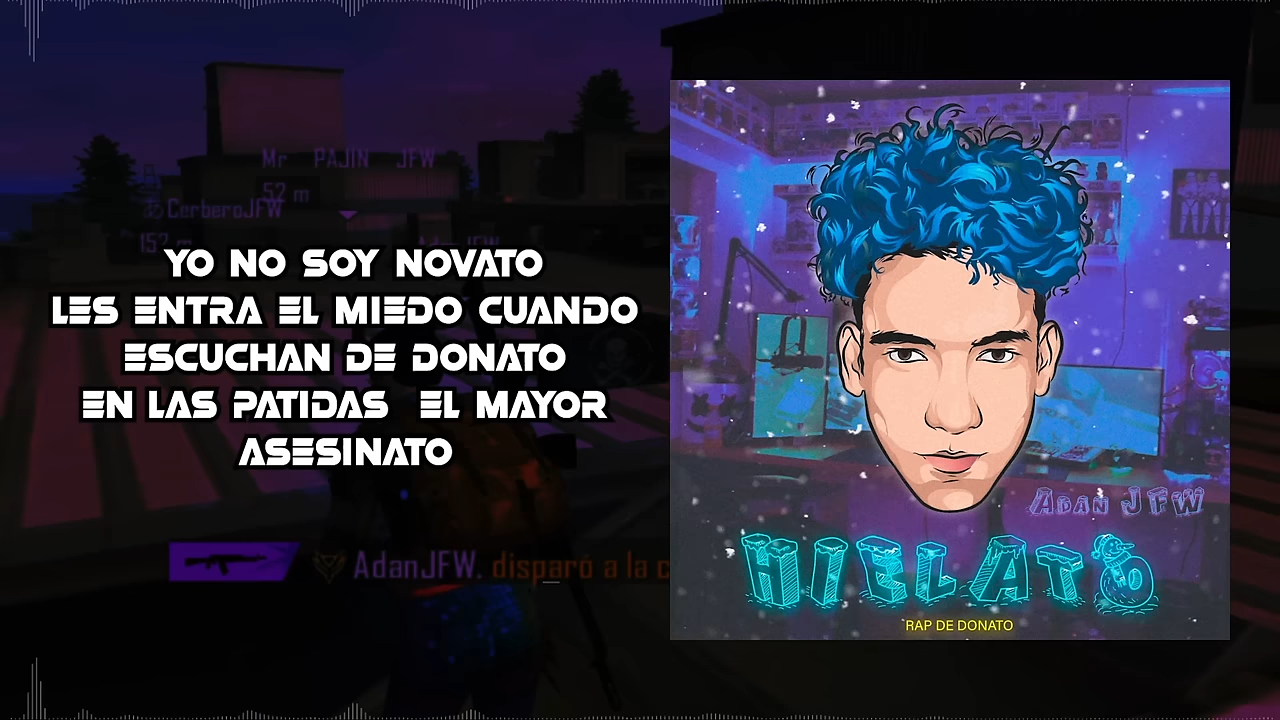 Mr PAJIN JFW
52 m
CerberoJFW
152 m
YO NO SOY NOVATO
LES ENTRA EL MIEDO CUANDO
ESCUCHAN DE DONATO
EN LAS PATIDAS EL MAYOR
ASESINATO
AdanJFW. disparó a la c
ADAN JFW
HIELATO
RAP DE DONATO